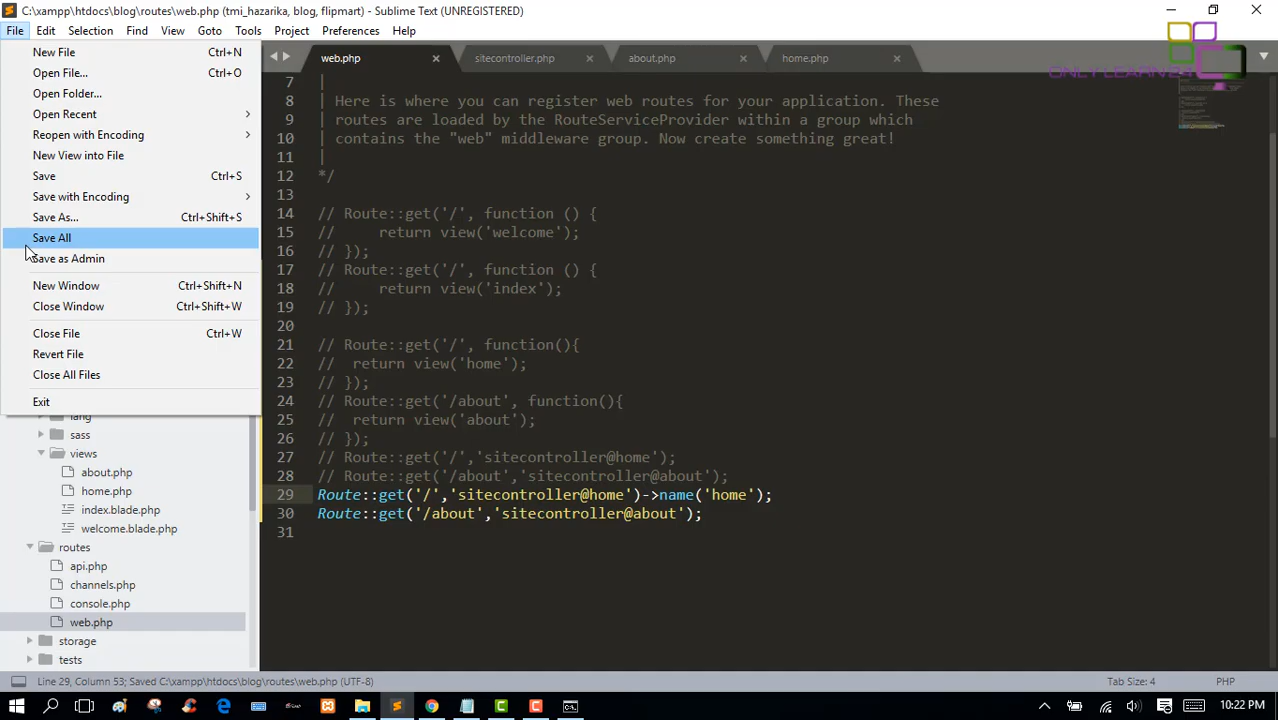 C:\xampp\htdocs\blog\routes\web.php (tmi_hazarika, blog, flipmart) - Sublime Text (UNREGISTERED)
File Edit Selection Find View Goto Tools Project Preferences Help
New File Ctrl+N
Open File... Ctrl+O
Open Folder...
Open Recent
Reopen with Encoding
New View into File
Save Ctrl+S
Save with Encoding
Save As... Ctrl+Shift+S
Save All
Save as Admin
New Window Ctrl+Shift+N
Close Window Ctrl+Shift+W
Close File Ctrl+W
Revert File
Close All Files
Exit
lang
sass
views
about.php
home.php
index.blade.php
welcome.blade.php
routes
api.php
channels.php
console.php
web.php
storage
tests
web.php sitecontroller.php about.php home.php
ONLY LEARN 24
7 |
8 | Here is where you can register web routes for your application. These
9 | routes are loaded by the RouteServiceProvider within a group which
10 | contains the "web" middleware group. Now create something great!
11 |
12 */
13
14 // Route::get('/', function () {
15 //     return view('welcome');
16 // });
17 // Route::get('/', function () {
18 //     return view('index');
19 // });
20
21 // Route::get('/', function(){
22 //  return view('home');
23 // });
24 // Route::get('/about', function(){
25 //  return view('about');
26 // });
27 // Route::get('/','sitecontroller@home');
28 // Route::get('/about','sitecontroller@about');
29 Route::get('/','sitecontroller@home')->name('home');
30 Route::get('/about','sitecontroller@about');
31
Line 29, Column 53; Saved C:\xampp\htdocs\blog\routes\web.php (UTF-8) Tab Size: 4 PHP
10:22 PM